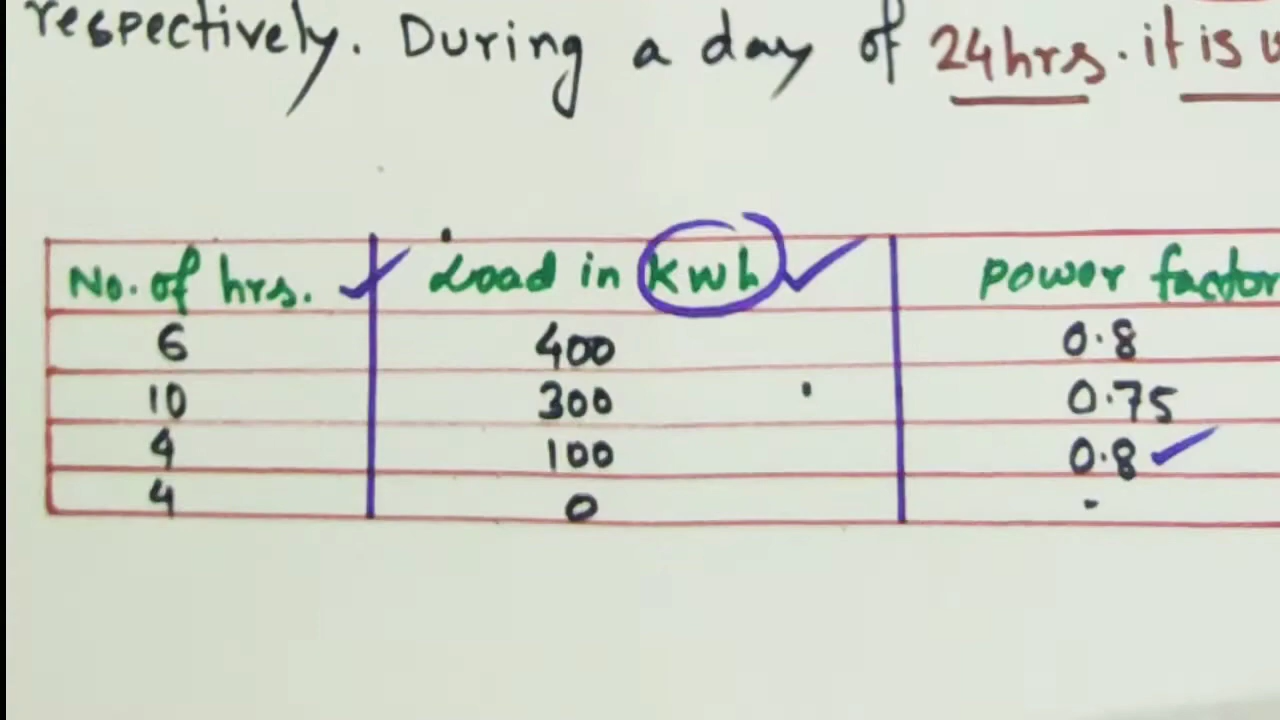 respectively. During a day of 24hrs. it is
No. of hrs. Load in kwh power factor
6 400 0.8
10 300 0.75
4 100 0.8
4 0 -